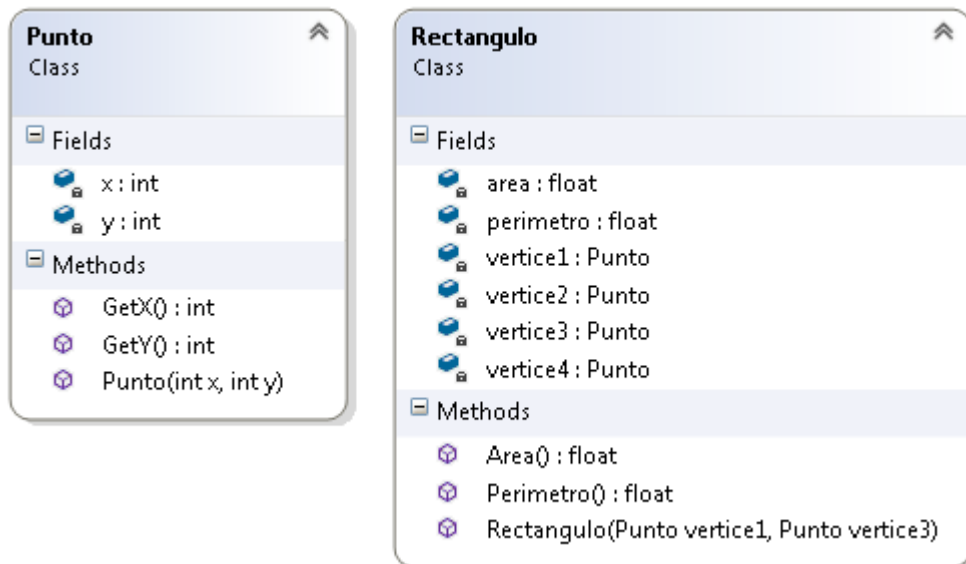 Punto
Class
Fields
x : int
y : int
Methods
GetX() : int
GetY() : int
Punto(int x, int y)
Rectangulo
Class
Fields
area : float
perimetro : float
vertice1 : Punto
vertice2 : Punto
vertice3 : Punto
vertice4 : Punto
Methods
Area() : float
Perimetro() : float
Rectangulo(Punto vertice1, Punto vertice3)